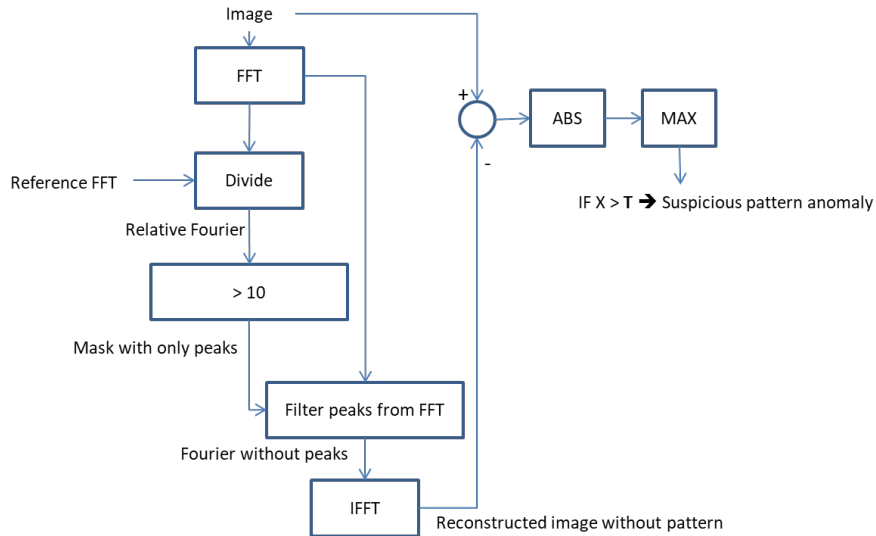 Image
FFT
+
ABS
MAX
-
Reference FFT
Divide
IF X > T ➔ Suspicious pattern anomaly
Relative Fourier
> 10
Mask with only peaks
Filter peaks from FFT
Fourier without peaks
IFFT
Reconstructed image without pattern